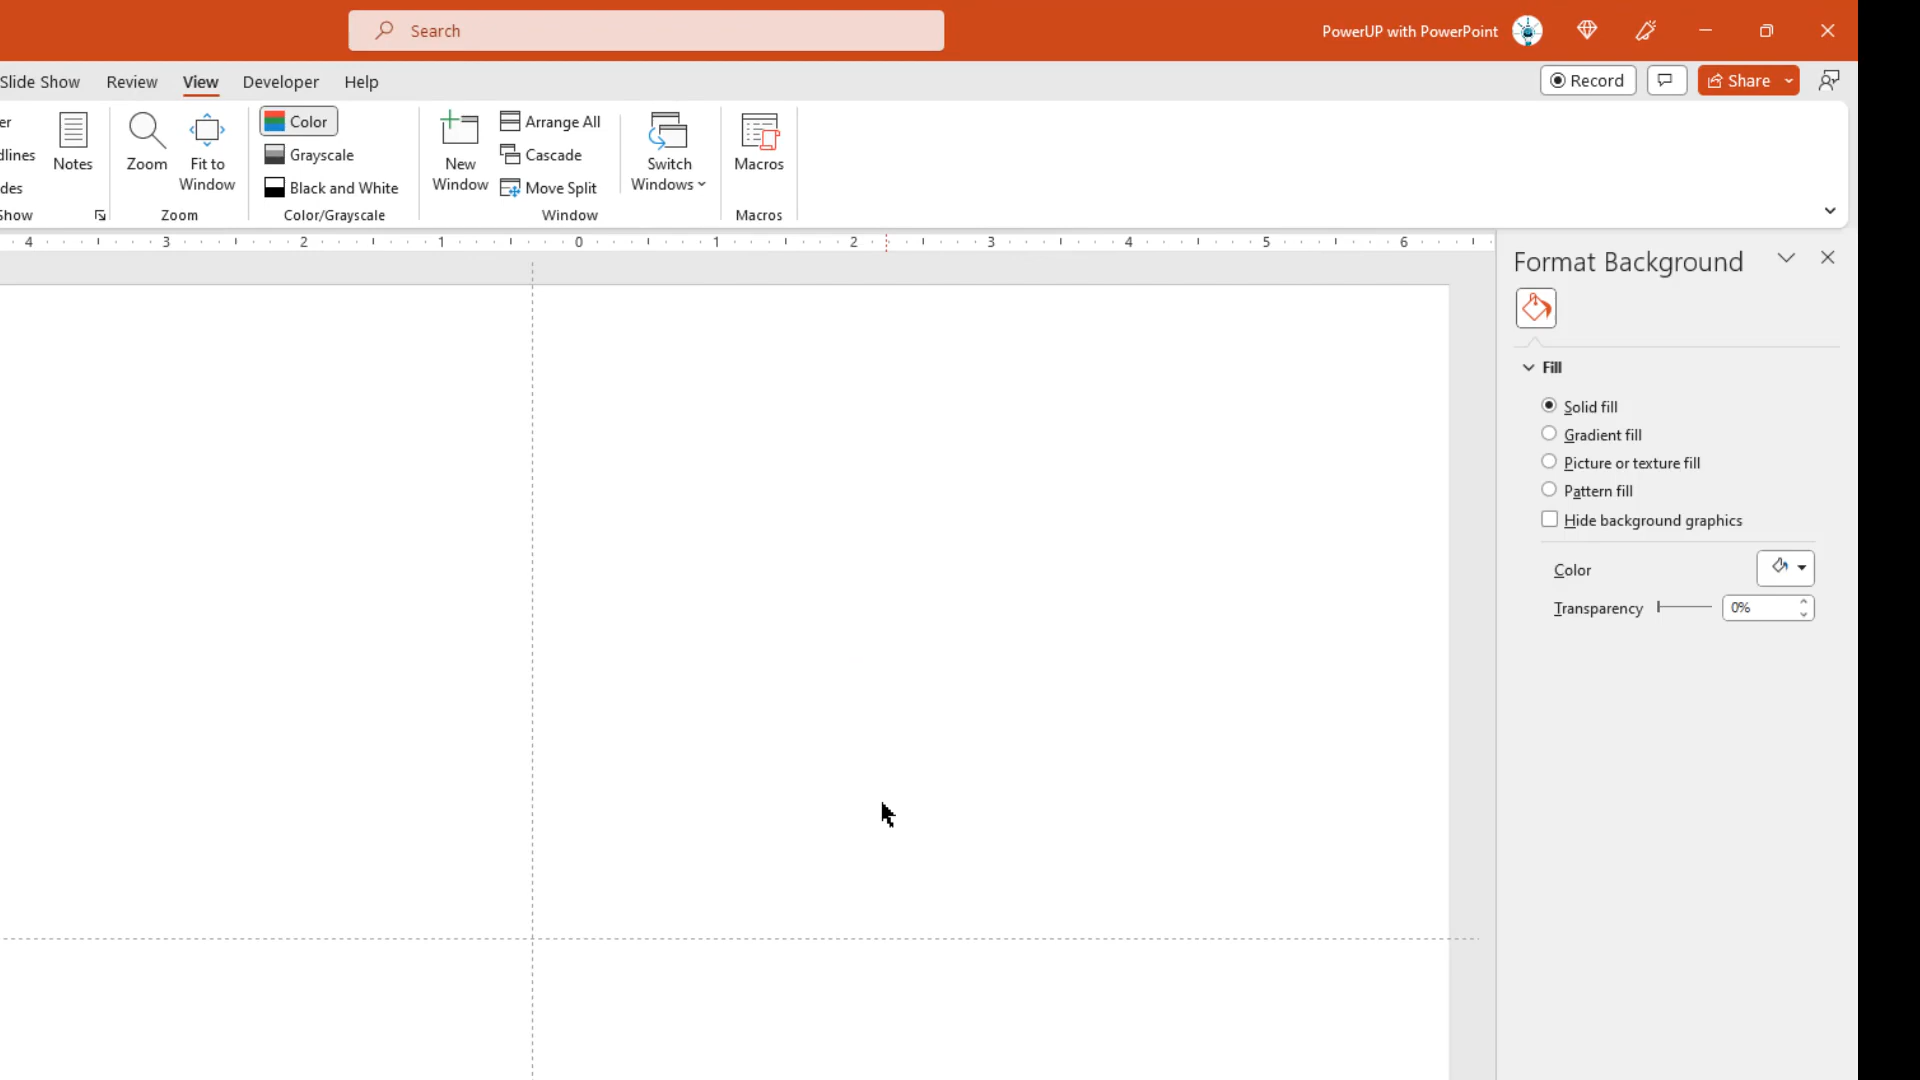 Search
PowerUP with PowerPoint
Slide Show Review View Developer Help
Record
Share
er
dlines
des
Show
Notes
Zoom
Fit to
Window
Zoom
Color
Grayscale
Black and White
Color/Grayscale
New
Window
Arrange All
Cascade
Move Split
Switch
Windows
Window
Macros
Macros
4 3 2 1 0 1 2 3 4 5 6
Format Background
Fill
Solid fill
Gradient fill
Picture or texture fill
Pattern fill
Hide background graphics
Color
Transparency 0%